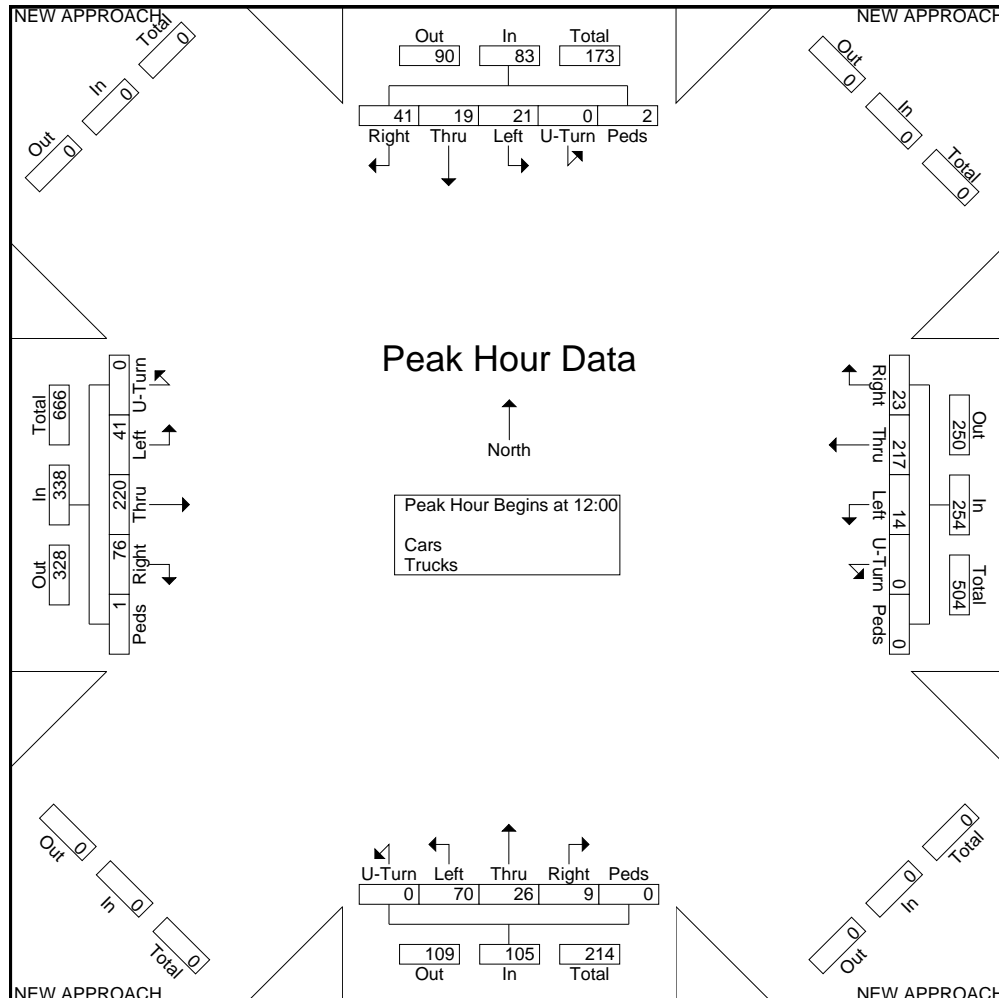 NEW APPROACH
Total
0
In
0
Out
0
Out In Total
90 83 173
41 19 21 0 2
Right Thru Left U-Turn Peds
NEW APPROACH
Out
0
In
0
Total
0
Total In Out
666 338 328
0 41 220 76 1
U-Turn Left Thru Right Peds
Peak Hour Data
North
Peak Hour Begins at 12:00
Cars
Trucks
Right Thru Left U-Turn Peds
23 217 14 0 0
Out In Total
250 254 504
U-Turn Left Thru Right Peds
0 70 26 9 0
109 105 214
Out In Total
Out
0
In
0
Total
0
NEW APPROACH
Total
0
In
0
Out
0
NEW APPROACH